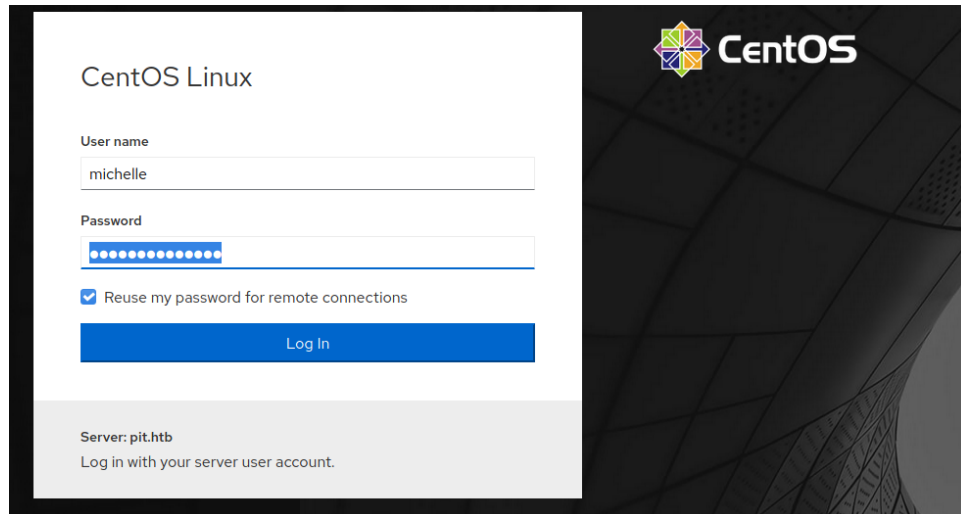 CentOS
CentOS Linux
User name
michelle
Password
Reuse my password for remote connections
Log In
Server: pit.htb
Log in with your server user account.